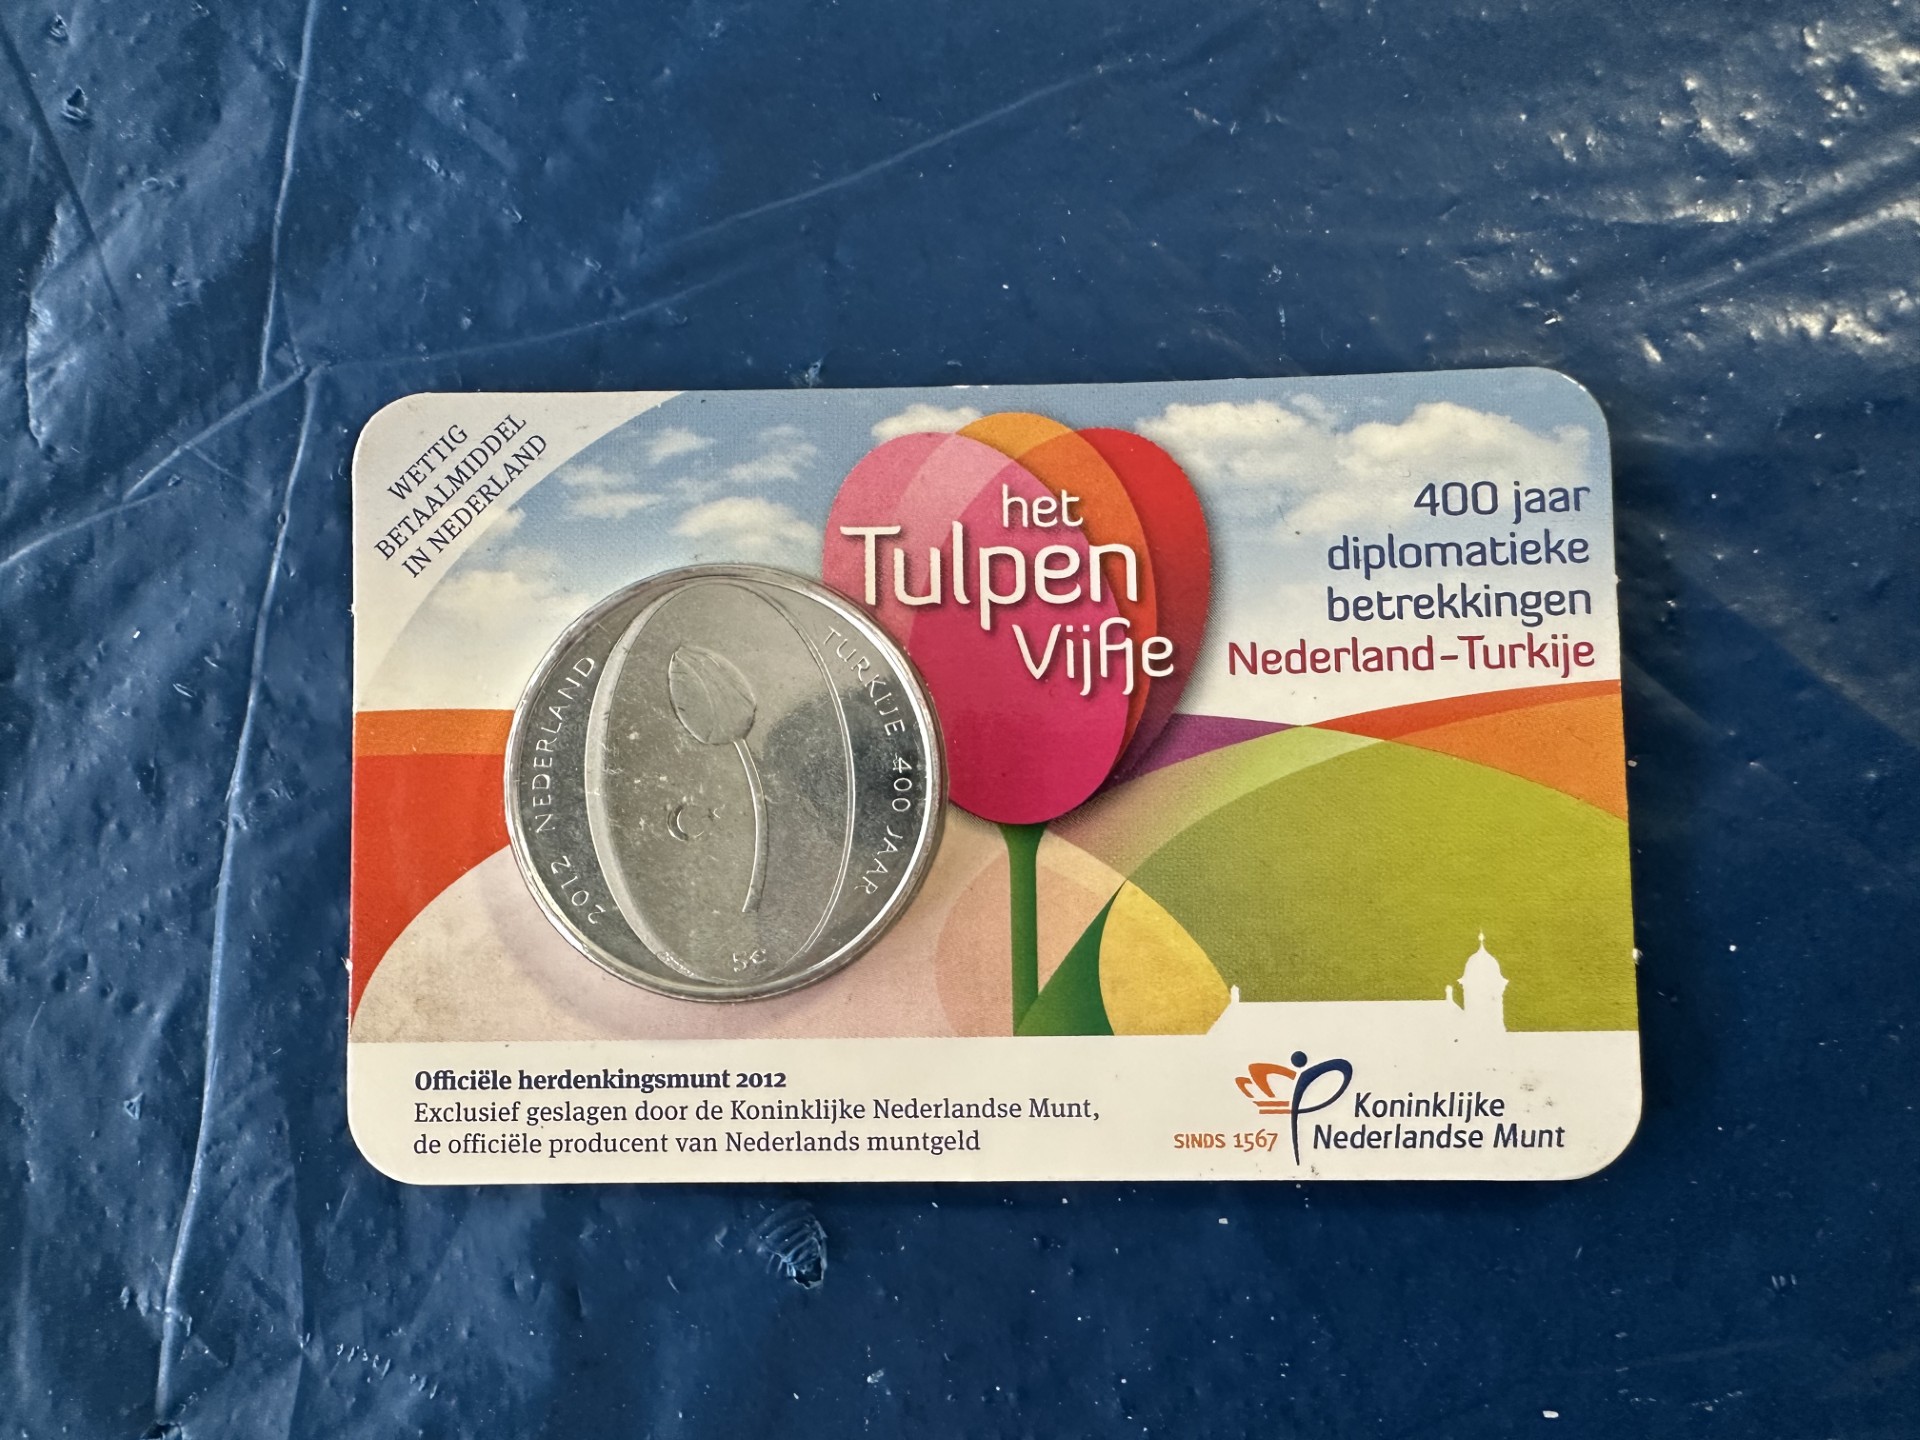 WETTIG
BETAALMIDDEL
IN NEDERLAND
het
Tulpen
Vijfje
400 jaar
diplomatieke
betrekkingen
Nederland-Turkije
2012 NEDERLAND
TURKIJE 400 JAAR
5€
Officiële herdenkingsmunt 2012
Exclusief geslagen door de Koninklijke Nederlandse Munt,
de officiële producent van Nederlands muntgeld
SINDS 1567
Koninklijke
Nederlandse Munt